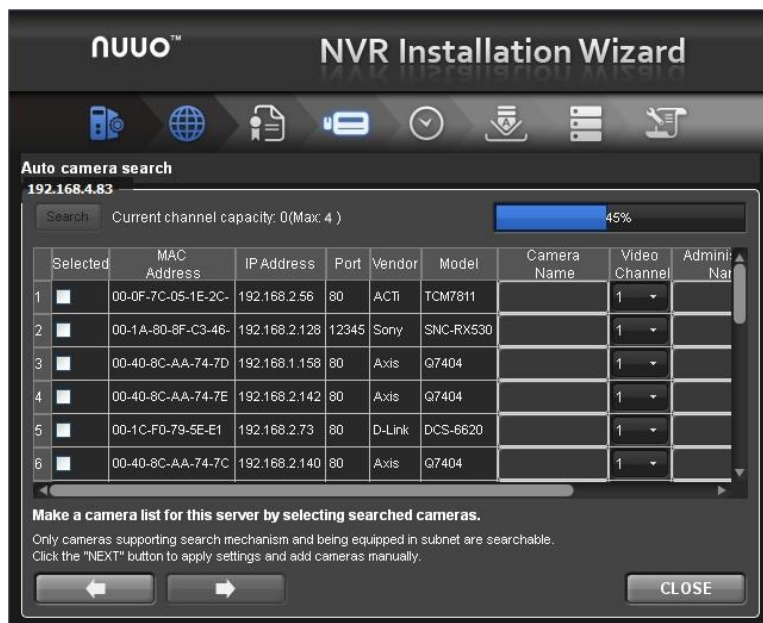 nuuo™
NVR Installation Wizard
Auto camera search
192.168.4.83
Search Current channel capacity: 0(Max: 4 ) 45%
Selected MAC Address IP Address Port Vendor Model Camera Name Video Channel Adminis Nar
1 00-0F-7C-05-1E-2C- 192.168.2.56 80 ACTi TCM7811 1
2 00-1A-80-8F-C3-46- 192.168.2.128 12345 Sony SNC-RX530 1
3 00-40-8C-AA-74-7D 192.168.1.158 80 Axis Q7404 1
4 00-40-8C-AA-74-7E 192.168.2.142 80 Axis Q7404 1
5 00-1C-F0-79-5E-E1 192.168.2.73 80 D-Link DCS-6620 1
6 00-40-8C-AA-74-7C 192.168.2.140 80 Axis Q7404 1
Make a camera list for this server by selecting searched cameras.
Only cameras supporting search mechanism and being equipped in subnet are searchable.
Click the "NEXT" button to apply settings and add cameras manually.
CLOSE